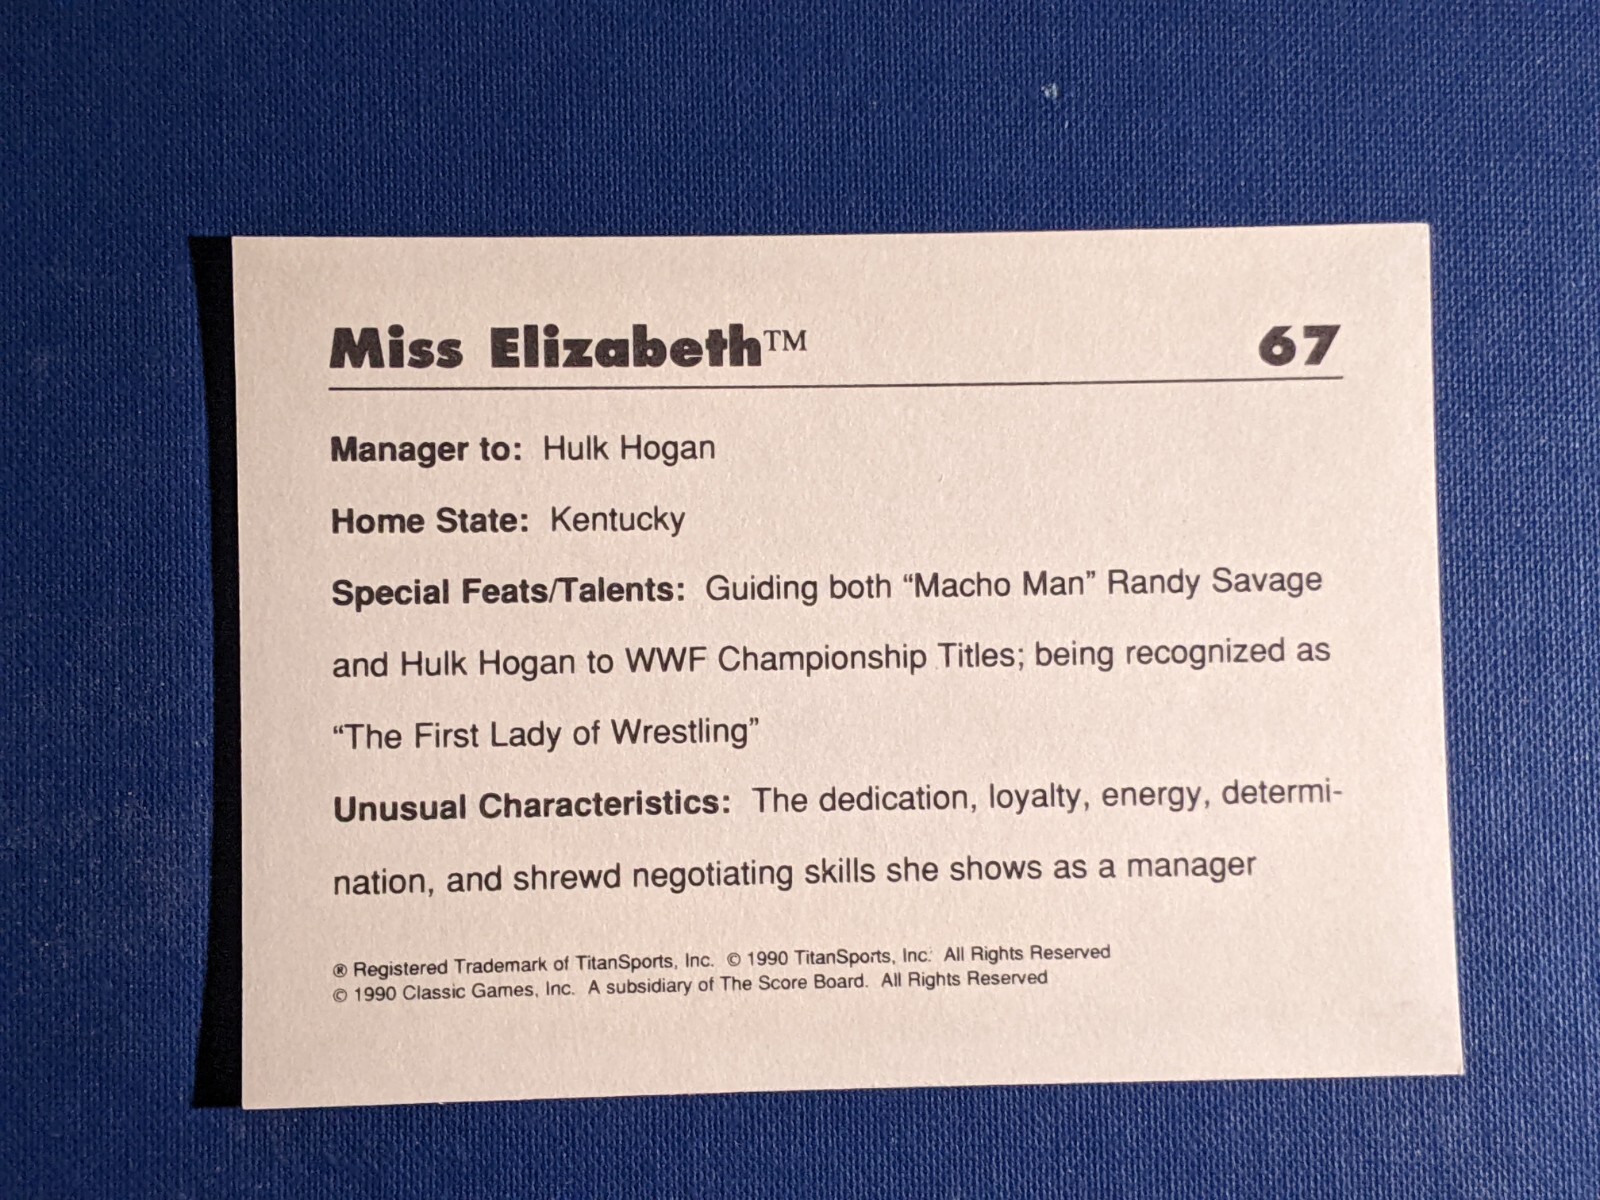 Miss Elizabeth™ 67
Manager to: Hulk Hogan
Home State: Kentucky
Special Feats/Talents: Guiding both “Macho Man” Randy Savage
and Hulk Hogan to WWF Championship Titles; being recognized as
“The First Lady of Wrestling”
Unusual Characteristics: The dedication, loyalty, energy, determi-
nation, and shrewd negotiating skills she shows as a manager
® Registered Trademark of TitanSports, Inc. © 1990 TitanSports, Inc. All Rights Reserved
© 1990 Classic Games, Inc. A subsidiary of The Score Board. All Rights Reserved